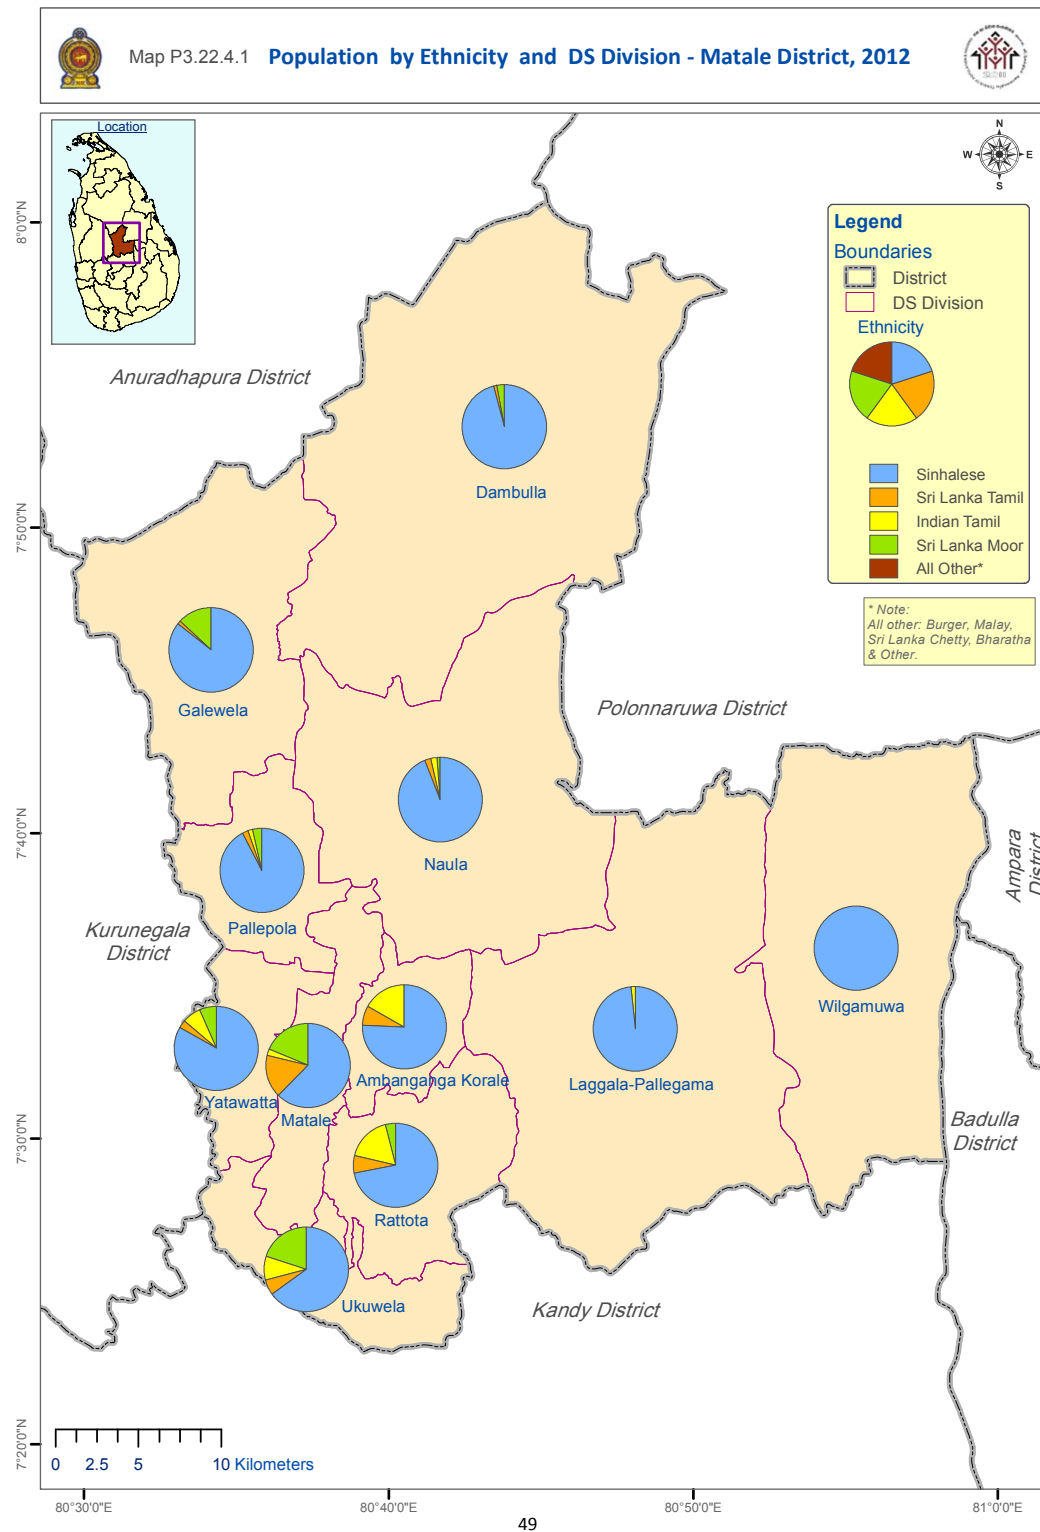 Map P3.22.4.1 Population by Ethnicity and DS Division - Matale District, 2012
Location
N
W E
S
8°0'0"N
7°50'0"N
7°40'0"N
7°30'0"N
7°20'0"N
Legend
Boundaries
District
DS Division
Ethnicity
Sinhalese
Sri Lanka Tamil
Indian Tamil
Sri Lanka Moor
All Other*
* Note:
All other: Burger, Malay,
Sri Lanka Chetty, Bharatha
& Other.
Anuradhapura District
Dambulla
Galewela
Polonnaruwa District
Naula
Ampara
District
Pallepola
Kurunegala
District
Wilgamuwa
Ambanganga Korale
Laggala-Pallegama
Yatawatta
Matale
Badulla
District
Rattota
Ukuwela
Kandy District
0 2.5 5 10 Kilometers
80°30'0"E 80°40'0"E 80°50'0"E 81°0'0"E
49